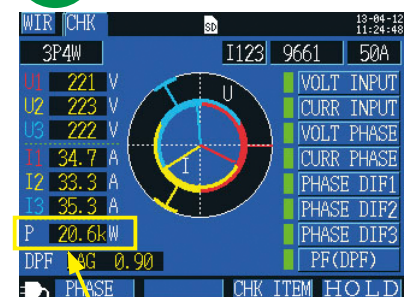 WIR CHK SD 13-04-12
11:24:48
3P4W I123 9661 50A
U1 221 V
U2 223 V
U3 222 V
I1 34.7 A
I2 33.3 A
I3 35.3 A
P 20.6kW
DPF LAG 0.90
U
I
VOLT INPUT
CURR INPUT
VOLT PHASE
CURR PHASE
PHASE DIF1
PHASE DIF2
PHASE DIF3
PF(DPF)
PHASE CHK ITEM HOLD